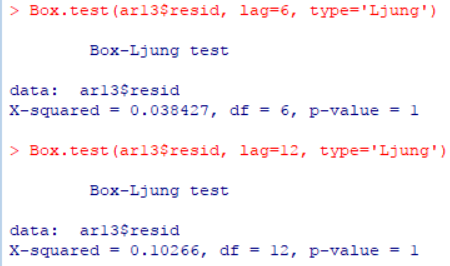 > Box.test(ar13$resid, lag=6, type='Ljung')
Box-Ljung test
data:  ar13$resid
X-squared = 0.038427, df = 6, p-value = 1
> Box.test(ar13$resid, lag=12, type='Ljung')
Box-Ljung test
data:  ar13$resid
X-squared = 0.10266, df = 12, p-value = 1